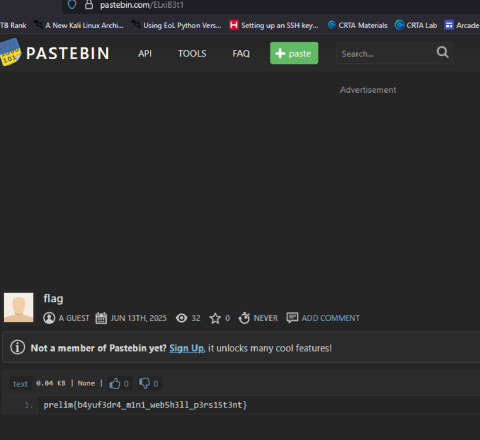 pastebin.com/ELxiB3t1
TB Rank A New Kali Linux Archi... Using EoL Python Vers... Setting up an SSH key... CRTA Materials CRTA Lab Arcade
PASTEBIN API TOOLS FAQ + paste Search...
Advertisement
flag
A GUEST JUN 13TH, 2025 32 0 NEVER ADD COMMENT
Not a member of Pastebin yet? Sign Up, it unlocks many cool features!
text 0.04 KB | None | 0 0
1. prelim{b4yuf3dr4_m1n1_web5h3ll_p3rs15t3nt}